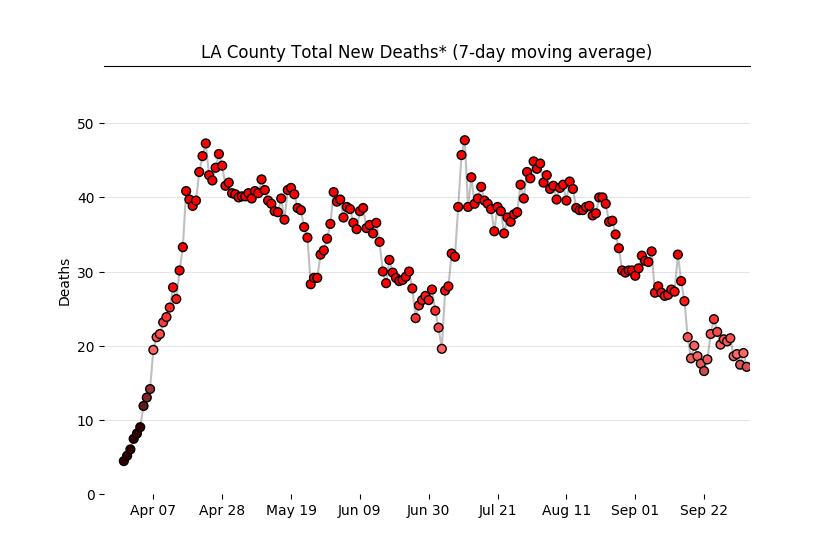 LA County Total New Deaths* (7-day moving average)
Deaths
50
40
30
20
10
0
Apr 07 Apr 28 May 19 Jun 09 Jun 30 Jul 21 Aug 11 Sep 01 Sep 22